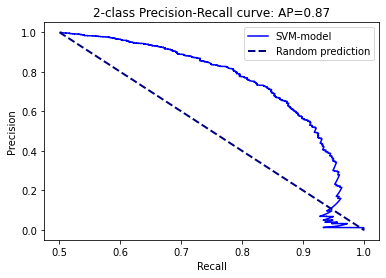 2-class Precision-Recall curve: AP=0.87
SVM-model
Random prediction
Precision
1.0
0.8
0.6
0.4
0.2
0.0
0.5
0.6
0.7
0.8
0.9
1.0
Recall